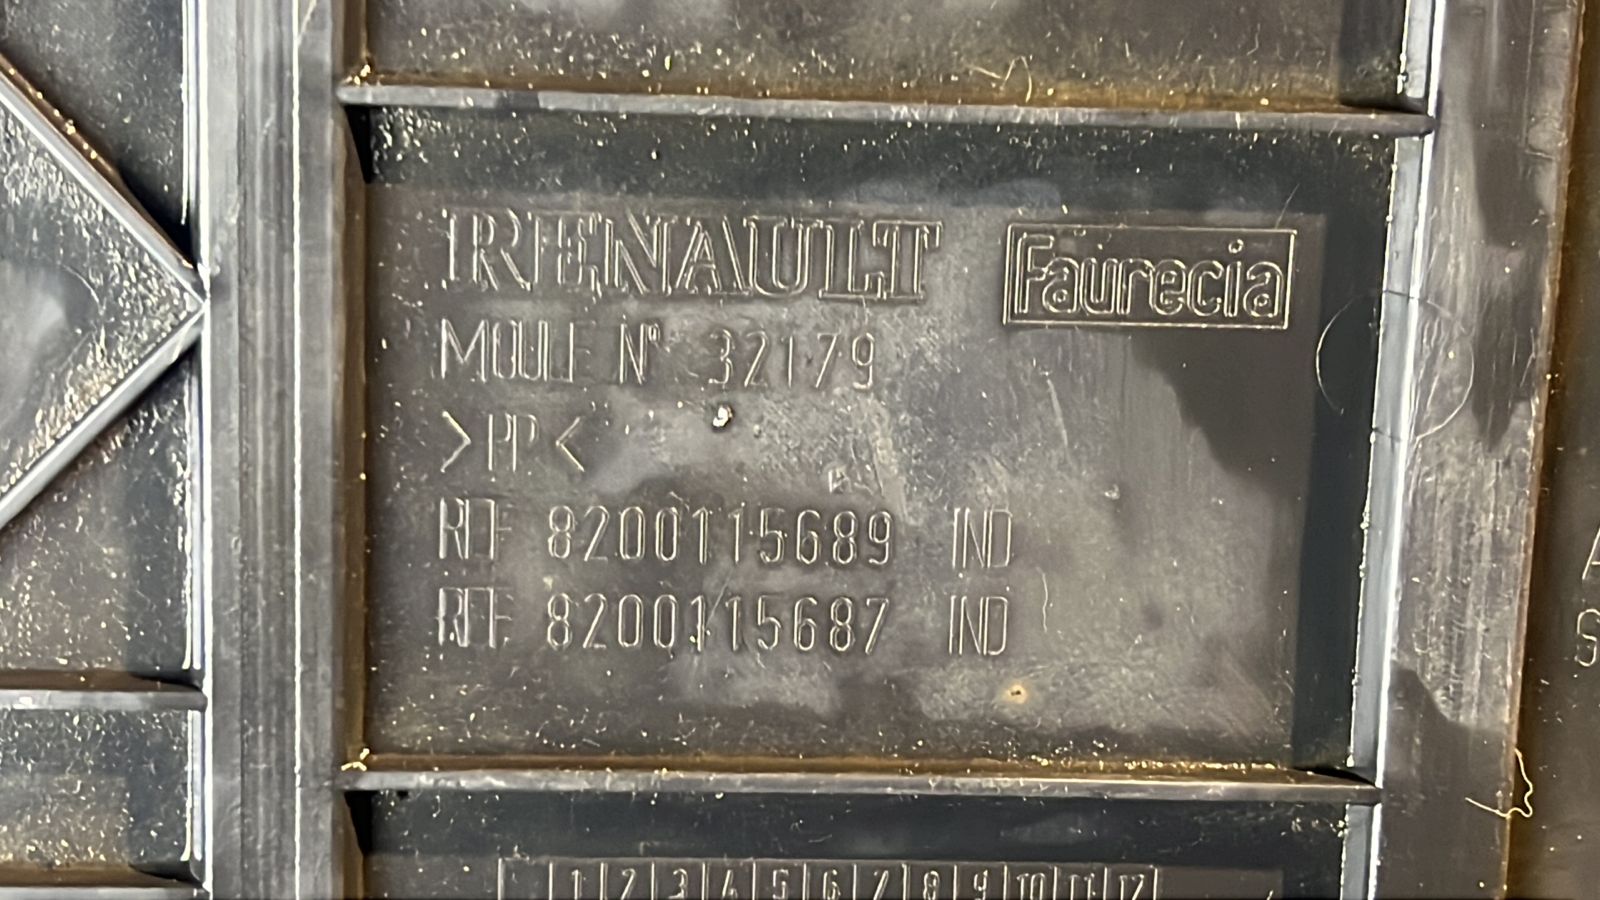 RENAULT Faurecia
MOULE N° 32179
>PP<
REF 8200115689 IND
REF 8200115687 IND
1 2 3 4 5 6 7 8 9 10 11 12